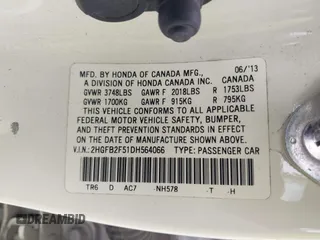 MFD. BY HONDA OF CANADA MFG., 06/'13
A DIVISION OF HONDA CANADA INC. CANADA
GVWR 3748LBS GAWR F 2018LBS R 1753LBS
GVWR 1700KG GAWR F 915KG R 795KG
THIS VEHICLE CONFORMS TO ALL APPLICABLE
FEDERAL MOTOR VEHICLE SAFETY, BUMPER,
AND THEFT PREVENTION STANDARDS IN EFFECT
ON THE DATE OF MANUFACTURE SHOWN ABOVE.
V.I.N.: 2HGFB2F51DH564066 TYPE: PASSENGER CAR
TR6 D AC7 NH578 -T -H
© AUTOBIDMASTER